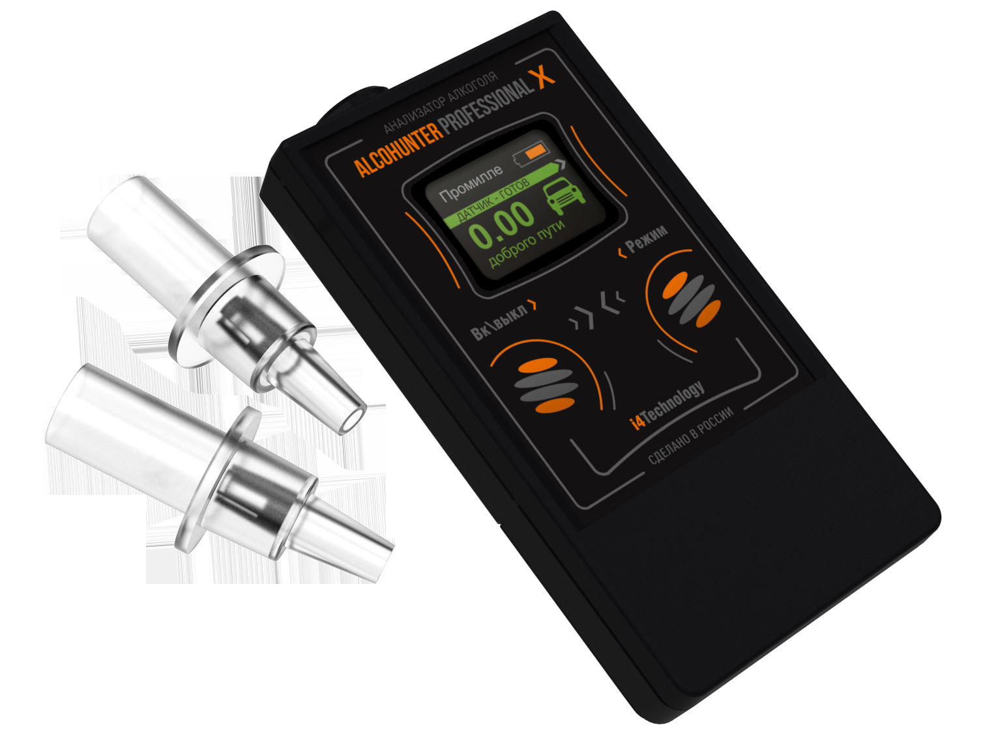 АНАЛИЗАТОР АЛКОГОЛЯ
ALCOHUNTER PROFESSIONAL X
Промилле
ДАТЧИК - ГОТОВ
0.00
доброго пути
Режим
Вк\выкл
i4Technology
СДЕЛАНО В РОССИИ